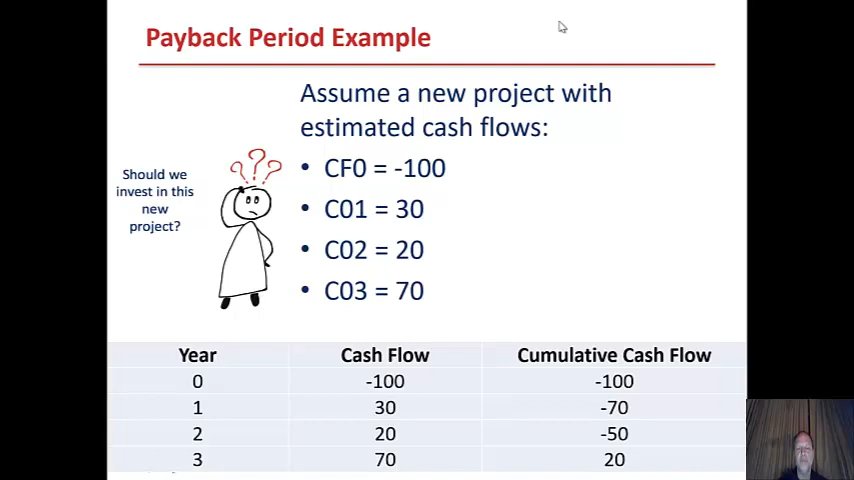 Payback Period Example
Assume a new project with
estimated cash flows:
Should we
invest in this
new
project?
???
• CF0 = -100
• C01 = 30
• C02 = 20
• C03 = 70
Year Cash Flow Cumulative Cash Flow
0 -100 -100
1 30 -70
2 20 -50
3 70 20